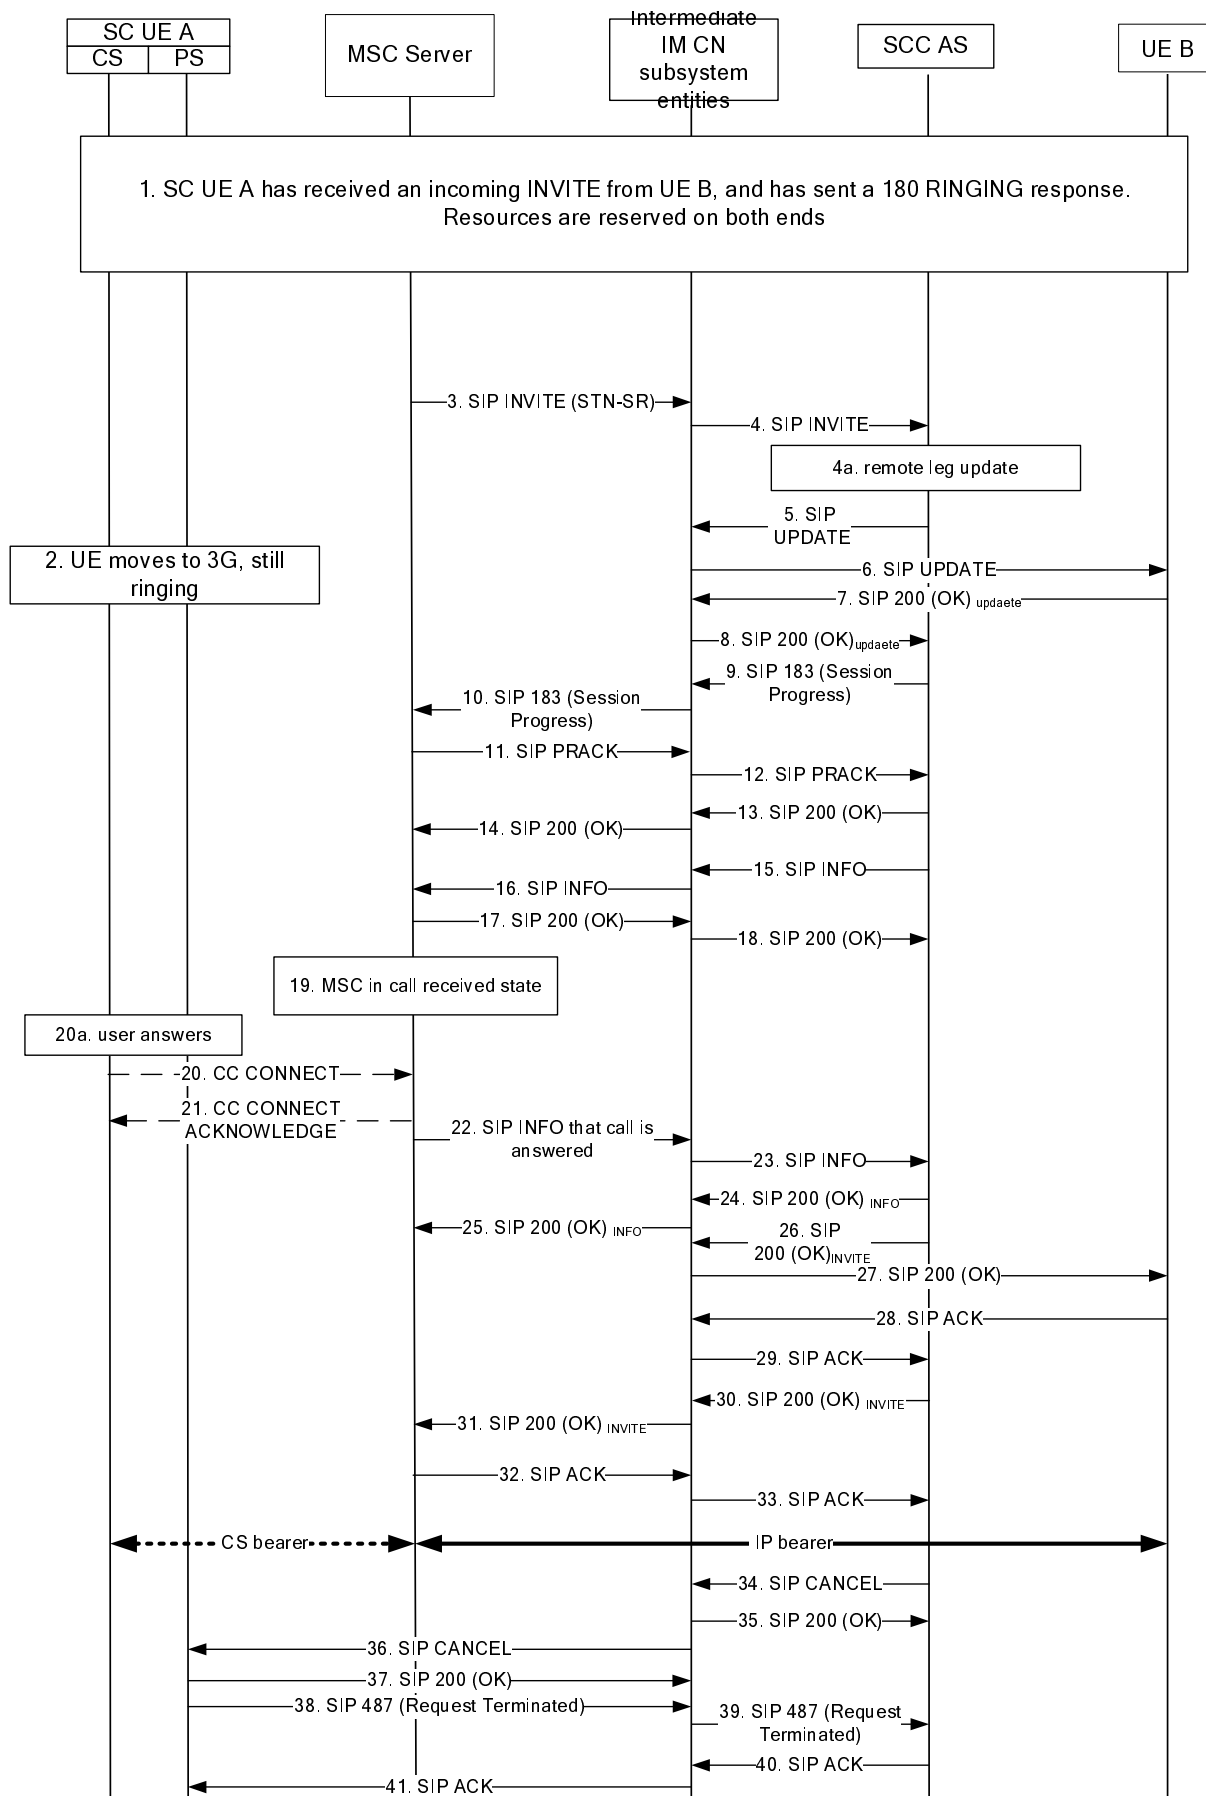 SC UE A
CS
PS
MSC Server
Intermediate
IM CN
subsystem
entities
SCC AS
UE B
1. SC UE A has received an incoming INVITE from UE B, and has sent a 180 RINGING response.
Resources are reserved on both ends
3. SIP INVITE (STN-SR)
4. SIP INVITE
4a. remote leg update
5. SIP
UPDATE
2. UE moves to 3G, still
ringing
6. SIP UPDATE
7. SIP 200 (OK) updaete
8. SIP 200 (OK)updaete
9. SIP 183 (Session
Progress)
10. SIP 183 (Session
Progress)
11. SIP PRACK
12. SIP PRACK
13. SIP 200 (OK)
14. SIP 200 (OK)
15. SIP INFO
16. SIP INFO
17. SIP 200 (OK)
18. SIP 200 (OK)
19. MSC in call received state
20a. user answers
20. CC CONNECT
21. CC CONNECT
ACKNOWLEDGE
22. SIP INFO that call is
answered
23. SIP INFO
24. SIP 200 (OK) INFO
25. SIP 200 (OK) INFO
26. SIP
200 (OK)INVITE
27. SIP 200 (OK)
28. SIP ACK
29. SIP ACK
30. SIP 200 (OK) INVITE
31. SIP 200 (OK) INVITE
32. SIP ACK
33. SIP ACK
CS bearer
IP bearer
34. SIP CANCEL
35. SIP 200 (OK)
36. SIP CANCEL
37. SIP 200 (OK)
38. SIP 487 (Request Terminated)
39. SIP 487 (Request
Terminated)
40. SIP ACK
41. SIP ACK